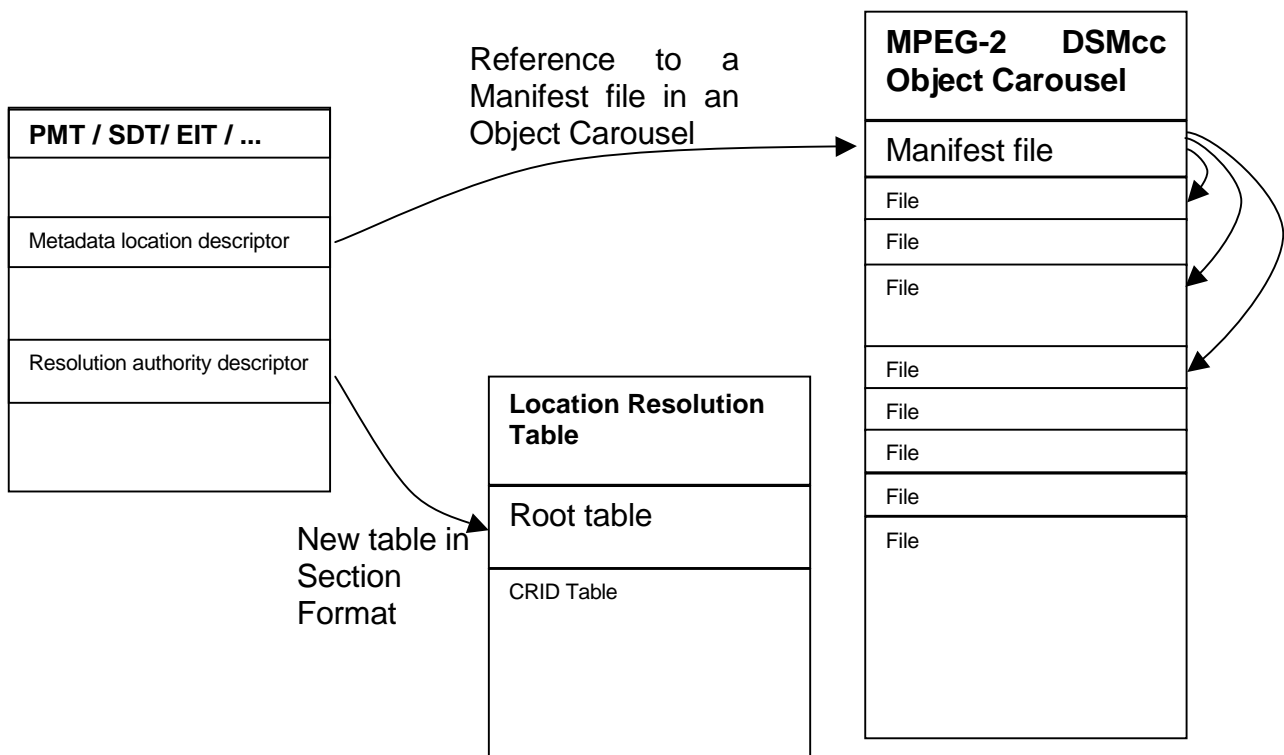 PMT / SDT/ EIT / ...
Metadata location descriptor
Resolution authority descriptor
Reference to a
Manifest file in an
Object Carousel
New table in
Section
Format
Location Resolution
Table
Root table
CRID Table
MPEG-2 DSMcc
Object Carousel
Manifest file
File
File
File
File
File
File
File
File